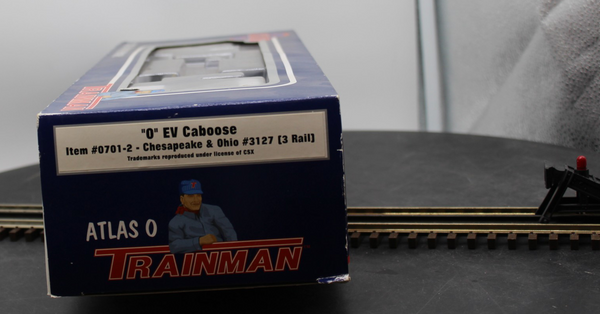 "O" EV Caboose
Item #0701-2 - Chesapeake & Ohio #3127 [3 Rail]
Trademarks reproduced under license of CSX
ATLAS O
TRAINMAN